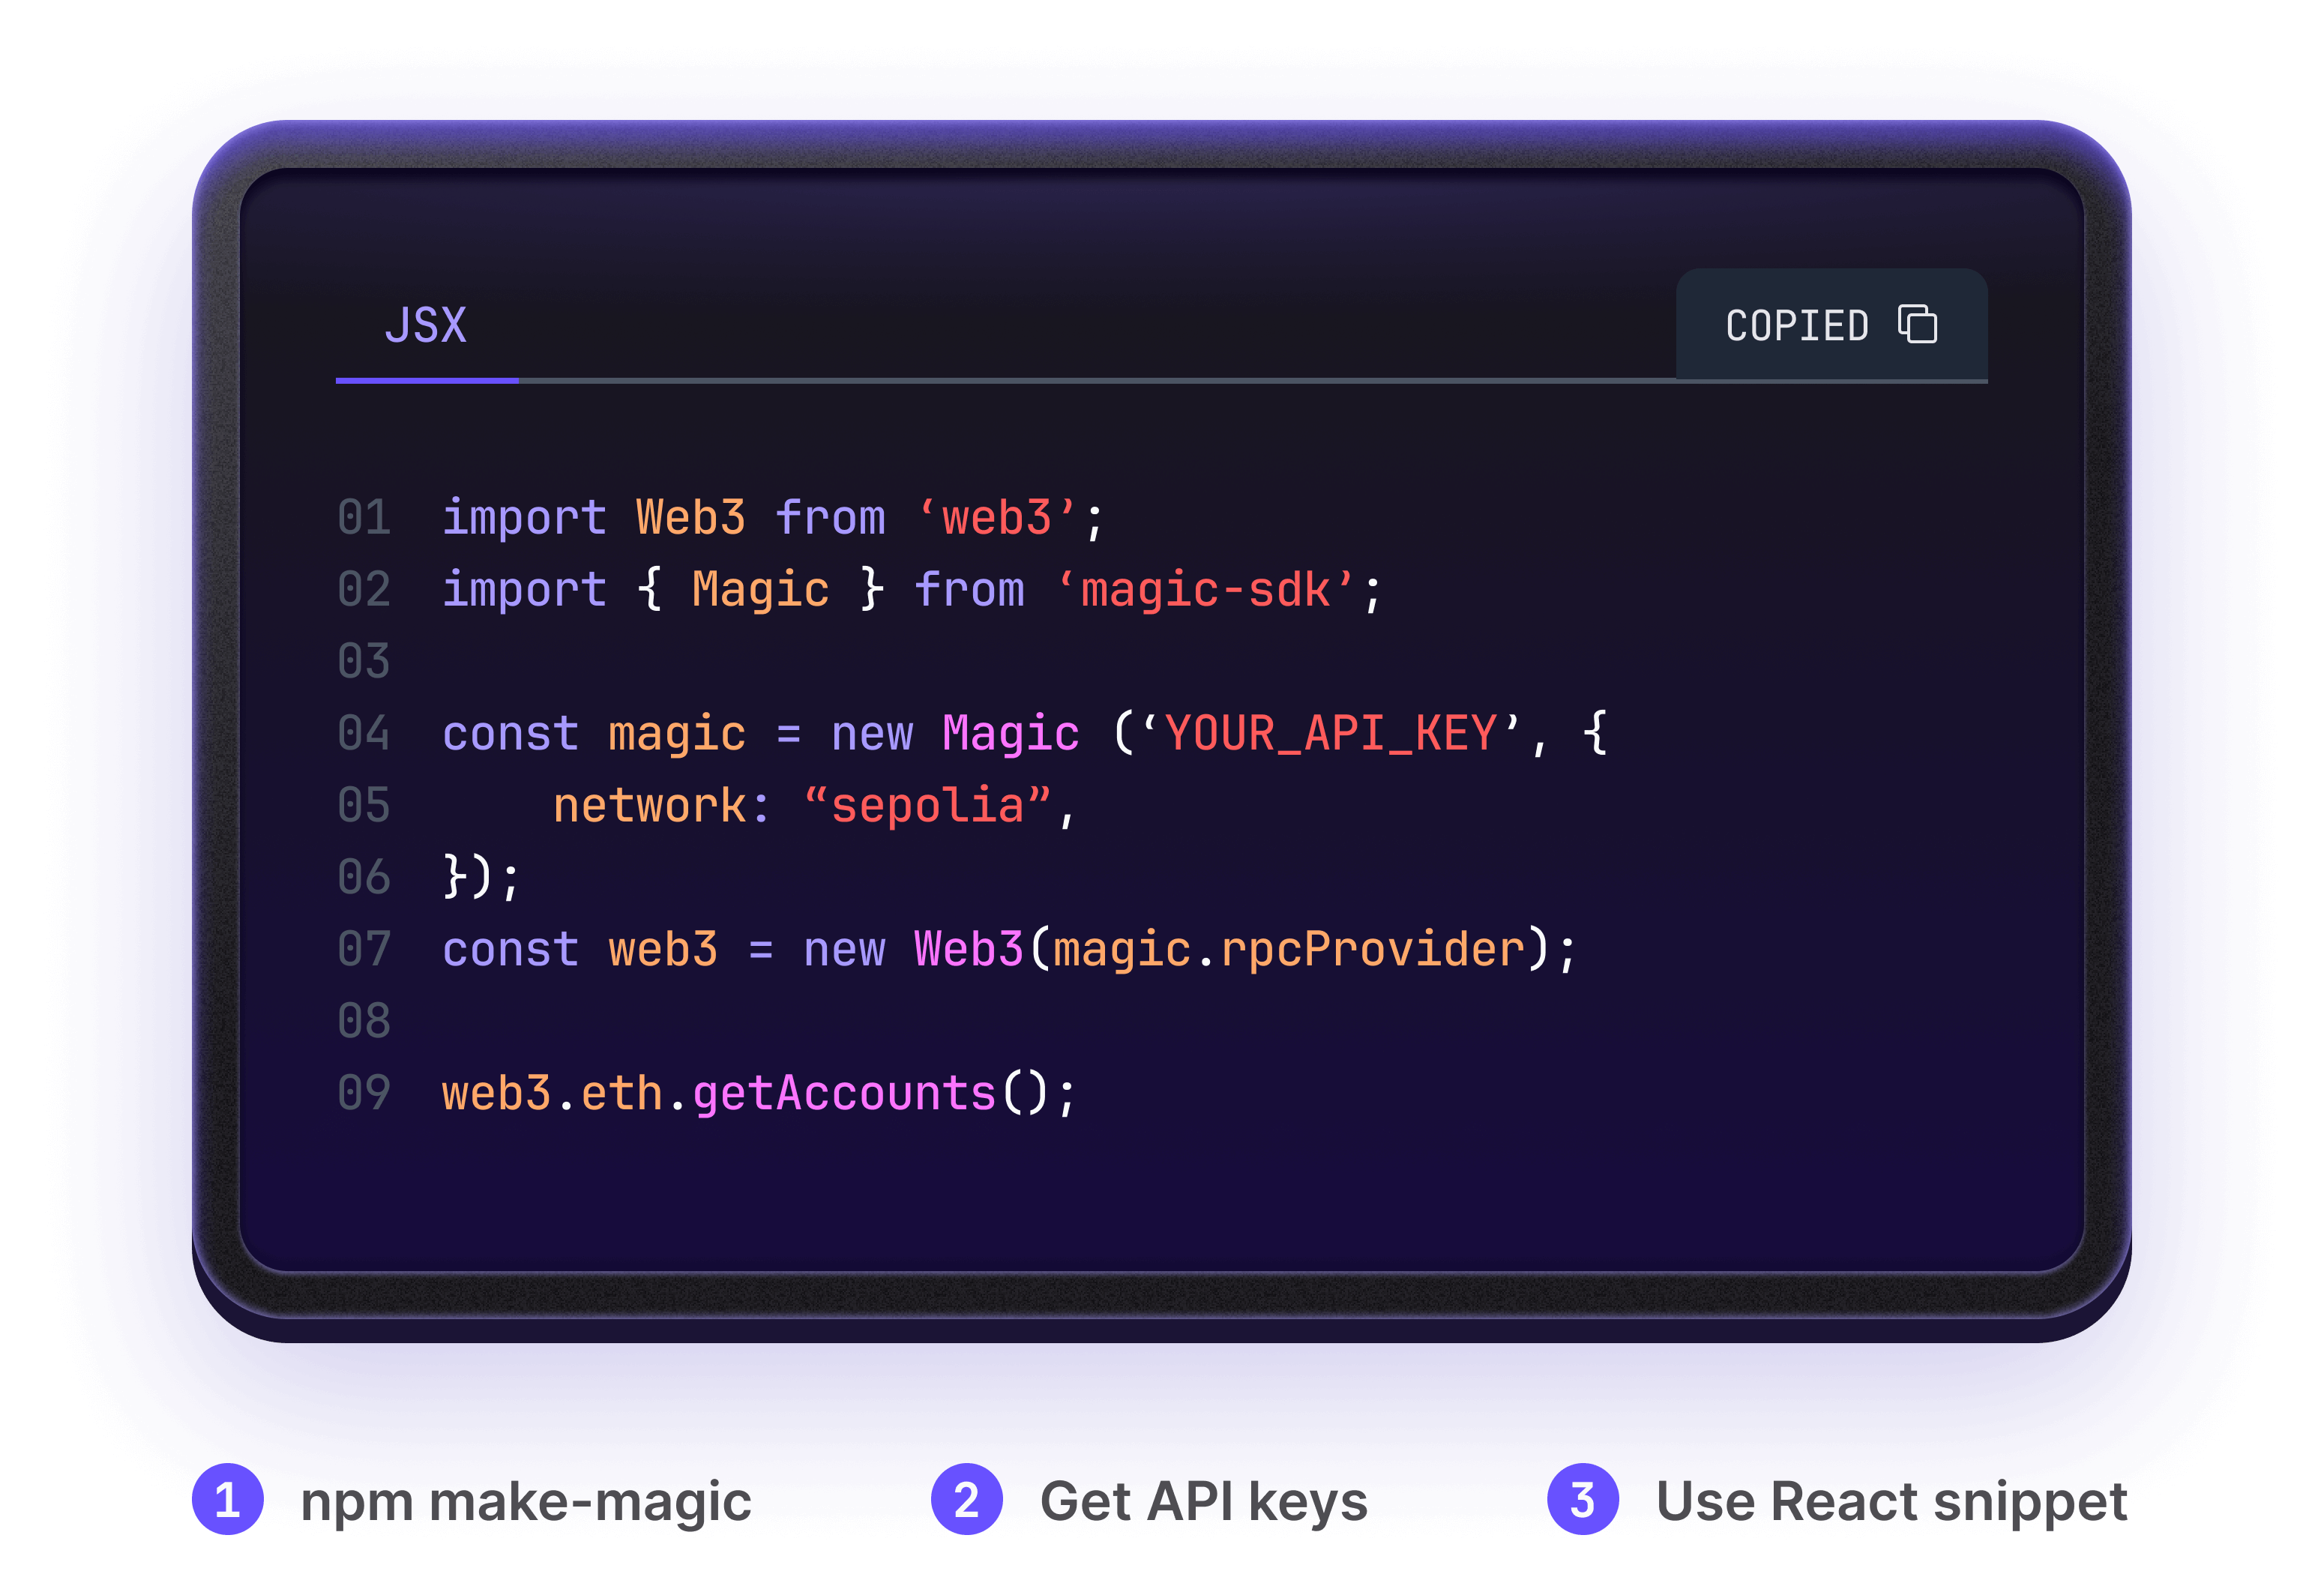 JSX
COPIED
01 import Web3 from ‘web3’;
02 import { Magic } from ‘magic-sdk’;
03
04 const magic = new Magic (‘YOUR_API_KEY’, {
05     network: “sepolia”,
06 });
07 const web3 = new Web3(magic.rpcProvider);
08
09 web3.eth.getAccounts();
1 npm make-magic
2 Get API keys
3 Use React snippet